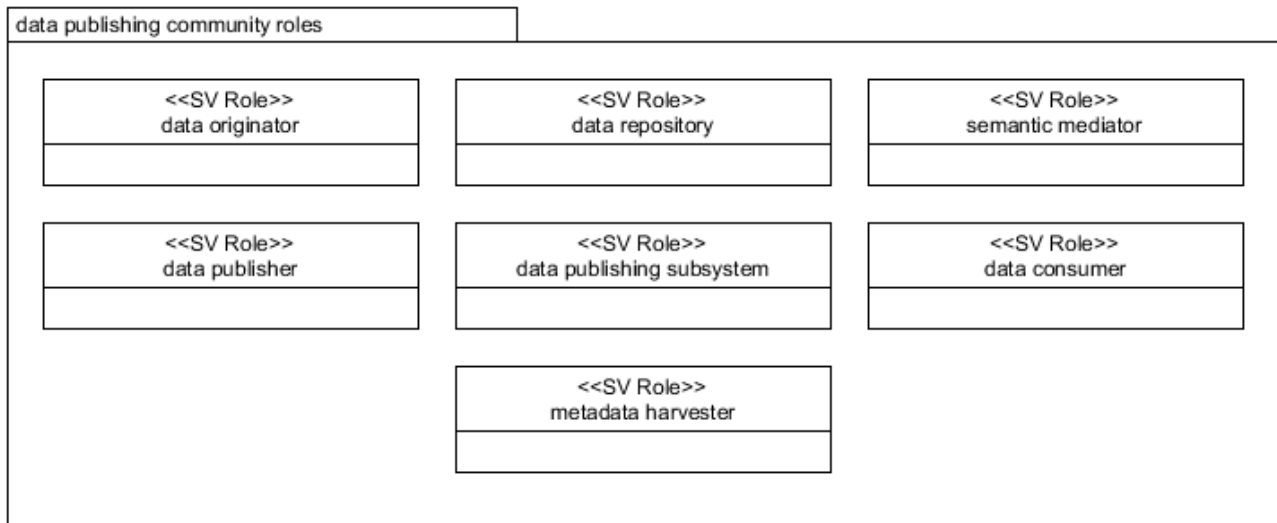 data publishing community roles
<<SV Role>>
data originator
<<SV Role>>
data repository
<<SV Role>>
semantic mediator
<<SV Role>>
data publisher
<<SV Role>>
data publishing subsystem
<<SV Role>>
data consumer
<<SV Role>>
metadata harvester